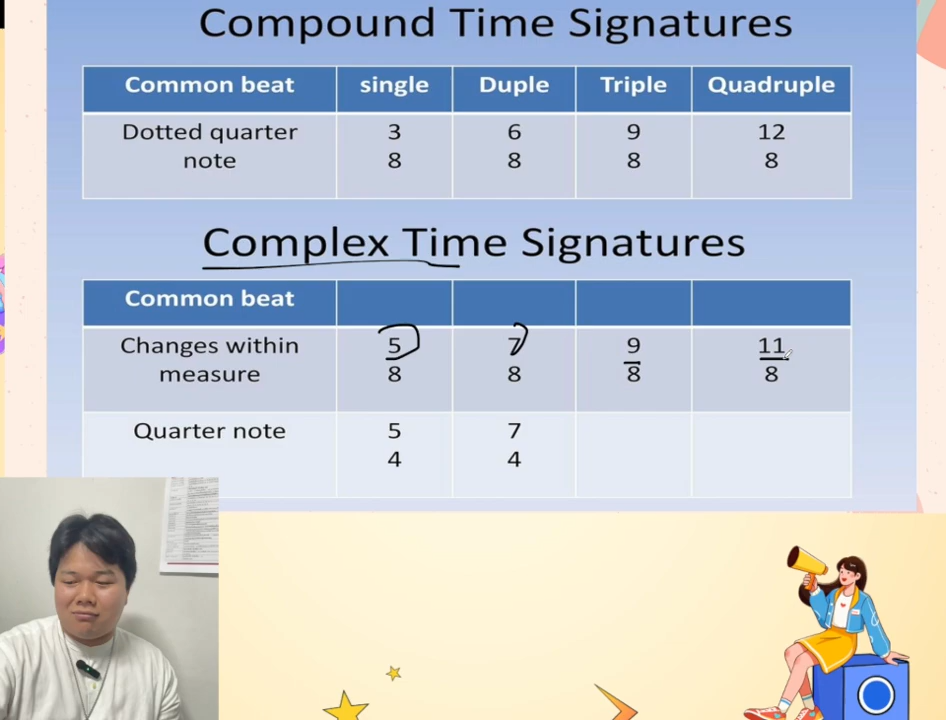 Compound Time Signatures
Common beat single Duple Triple Quadruple
Dotted quarter 3 6 9 12
note 8 8 8 8
Complex Time Signatures
Common beat
Changes within 5 7 9 11
measure 8 8 8 8
Quarter note 5 7
4 4